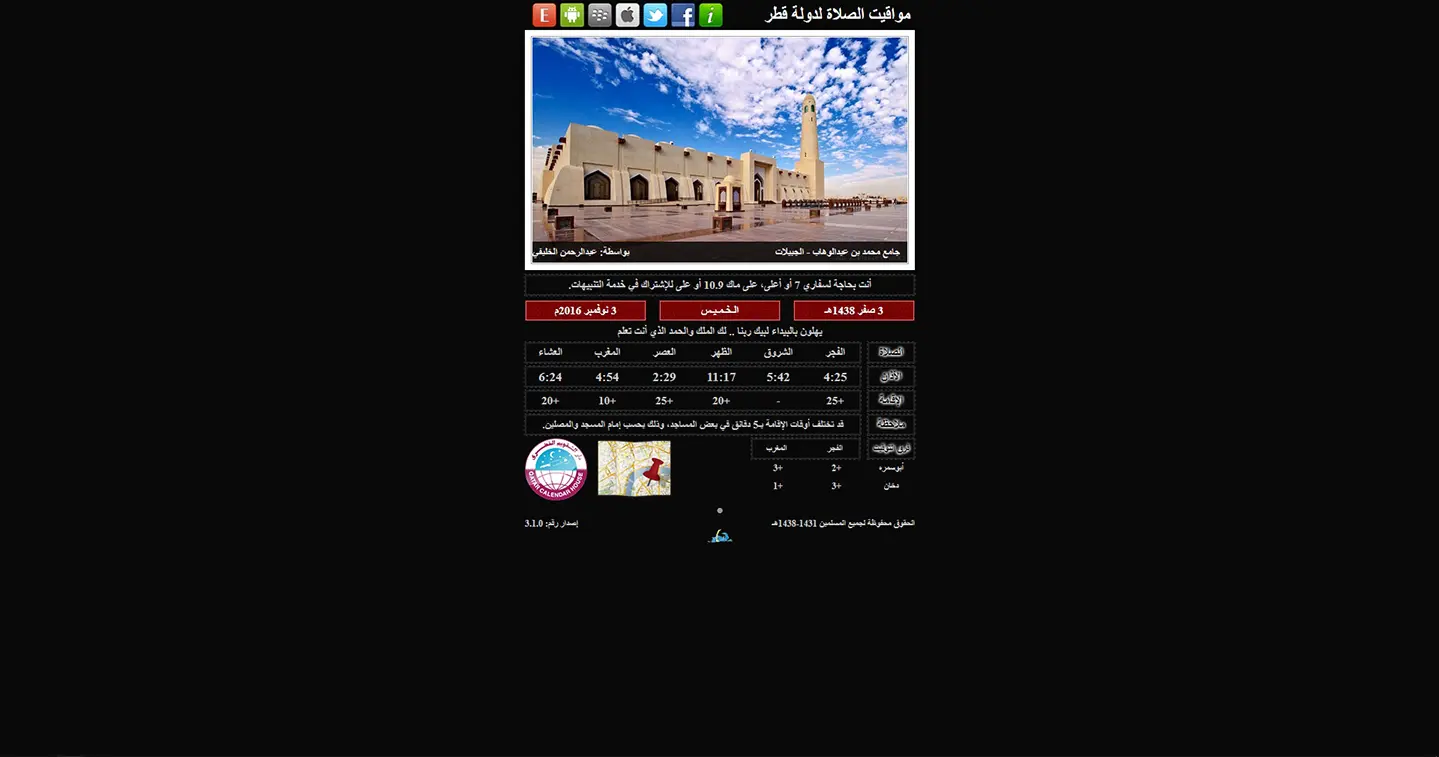 مواقيت الصلاة لدولة قطر
i f E
جامع محمد بن عبدالوهاب - الجبيلات بواسطة: عبدالرحمن الخليفي
أنت بحاجة لسفاري 7 أو أعلى، على ماك 10.9 أو على للإشتراك في خدمة التنبيهات.
3 صفر 1438هـ الـخـمـيـس 3 نوفمبر 2016م
يهلون بالبيداء لبيك ربنا .. لك الملك والحمد الذي أنت تعلم
الصلاة الفجر الشروق الظهر العصر المغرب العشاء
الأذان 4:25 5:42 11:17 2:29 4:54 6:24
الإقامة +25 - +20 +25 +10 +20
ملاحظة قد تختلف أوقات الإقامة بـ5 دقائق في بعض المساجد، وذلك بحسب إمام المسجد والمصلين.
فرق التوقيت الفجر المغرب
أبوسمره +2 +3
دخان +3 +1
دار التقويم القطري
QATAR CALENDAR HOUSE
الحقوق محفوظة لجميع المسلمين 1431-1438هـ إصدار رقم: 3.1.0